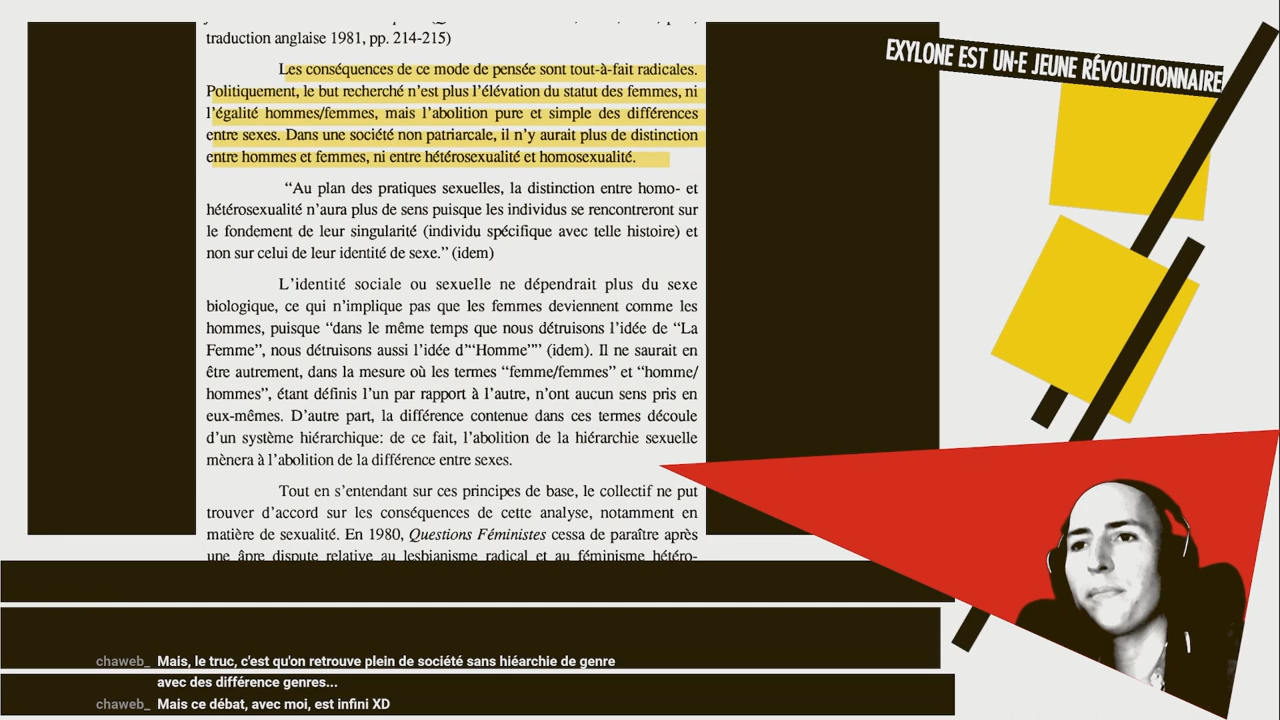 traduction anglaise 1981, pp. 214-215)
Les conséquences de ce mode de pensée sont tout-à-fait radicales.
Politiquement, le but recherché n’est plus l’élévation du statut des femmes, ni
l’égalité hommes/femmes, mais l’abolition pure et simple des différences
entre sexes. Dans une société non patriarcale, il n’y aurait plus de distinction
entre hommes et femmes, ni entre hétérosexualité et homosexualité.
“Au plan des pratiques sexuelles, la distinction entre homo- et
hétérosexualité n’aura plus de sens puisque les individus se rencontreront sur
le fondement de leur singularité (individu spécifique avec telle histoire) et
non sur celui de leur identité de sexe.” (idem)
L’identité sociale ou sexuelle ne dépendrait plus du sexe
biologique, ce qui n’implique pas que les femmes deviennent comme les
hommes, puisque “dans le même temps que nous détruisons l’idée de “La
Femme”, nous détruisons aussi l’idée d’“Homme”” (idem). Il ne saurait en
être autrement, dans la mesure où les termes “femme/femmes” et “homme/
hommes”, étant définis l’un par rapport à l’autre, n’ont aucun sens pris en
eux-mêmes. D’autre part, la différence contenue dans ces termes découle
d’un système hiérarchique: de ce fait, l’abolition de la hiérarchie sexuelle
mènera à l’abolition de la différence entre sexes.
Tout en s’entendant sur ces principes de base, le collectif ne put
trouver d’accord sur les conséquences de cette analyse, notamment en
matière de sexualité. En 1980, Questions Féministes cessa de paraître après
une âpre dispute relative au lesbianisme radical et au féminisme hétéro-
EXYLONE EST UN·E JEUNE RÉVOLUTIONNAIRE
chaweb_ Mais, le truc, c'est qu'on retrouve plein de société sans hiéarchie de genre
avec des différence genres...
chaweb_ Mais ce débat, avec moi, est infini XD